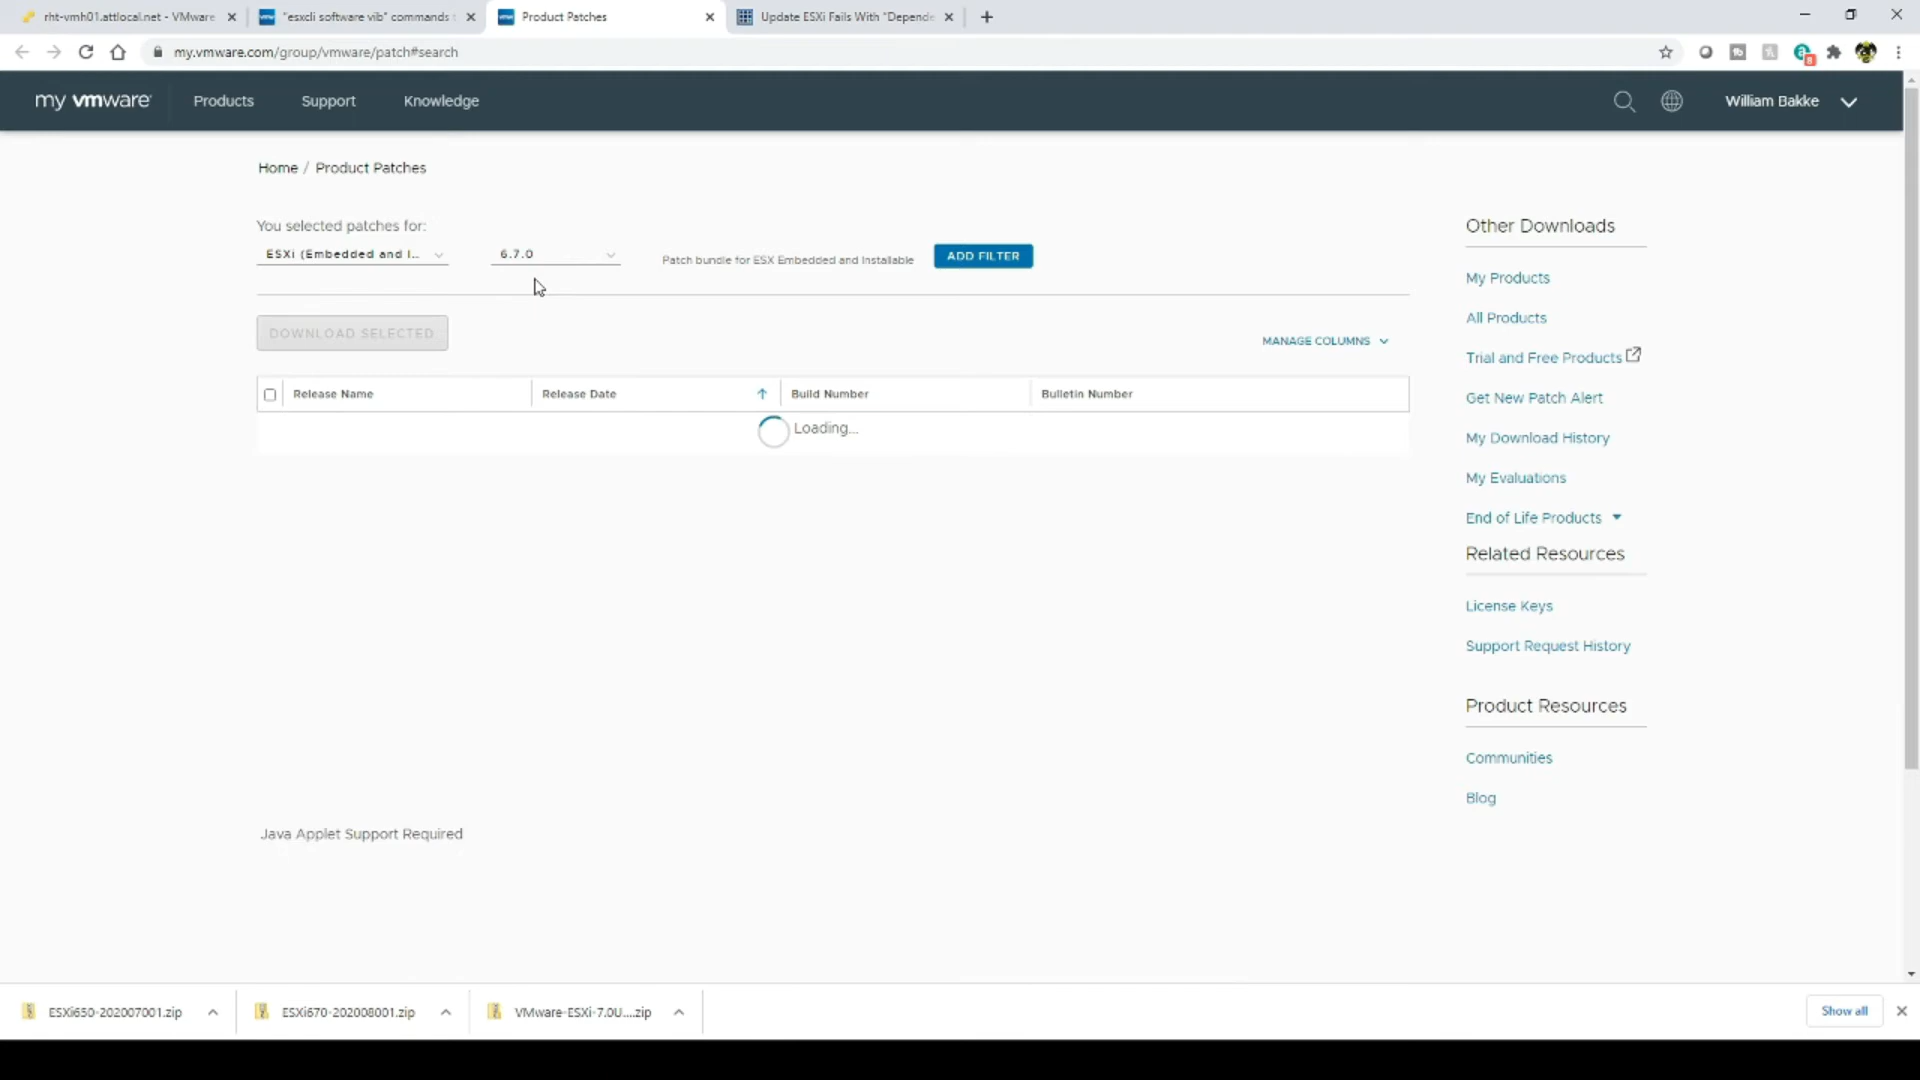 rht-vmh01.attlocal.net - VMware
"esxcli software vib" commands t
Product Patches
Update ESXi Fails With "Depende
my.vmware.com/group/vmware/patch#search
my vmware
Products
Support
Knowledge
William Bakke
Home / Product Patches
You selected patches for:
ESXi (Embedded and I...
6.7.0
Patch bundle for ESX Embedded and Installable
ADD FILTER
DOWNLOAD SELECTED
MANAGE COLUMNS
Release Name
Release Date
Build Number
Bulletin Number
Loading...
Java Applet Support Required
Other Downloads
My Products
All Products
Trial and Free Products
Get New Patch Alert
My Download History
My Evaluations
End of Life Products
Related Resources
License Keys
Support Request History
Product Resources
Communities
Blog
ESXi650-202007001.zip
ESXi670-202008001.zip
VMware-ESXi-7.0U....zip
Show all